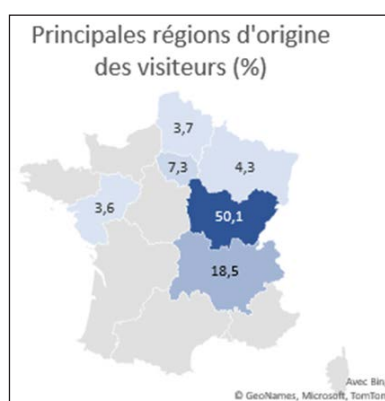 Principales régions d'origine
des visiteurs (%)
3,7
7,3
4,3
3,6
50,1
18,5
Avec Bing
© GeoNames, Microsoft, TomTom